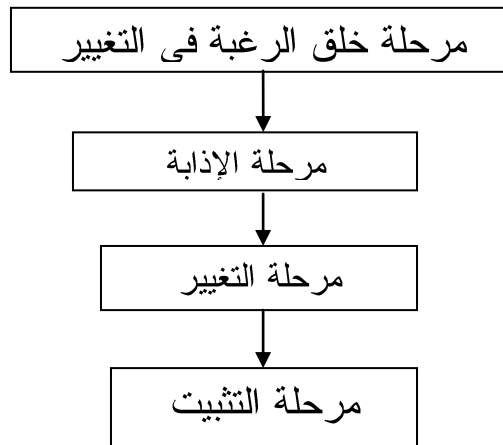 مرحلة خلق الرغبة فى التغيير
مرحلة الإذابة
مرحلة التغيير
مرحلة التثبيت